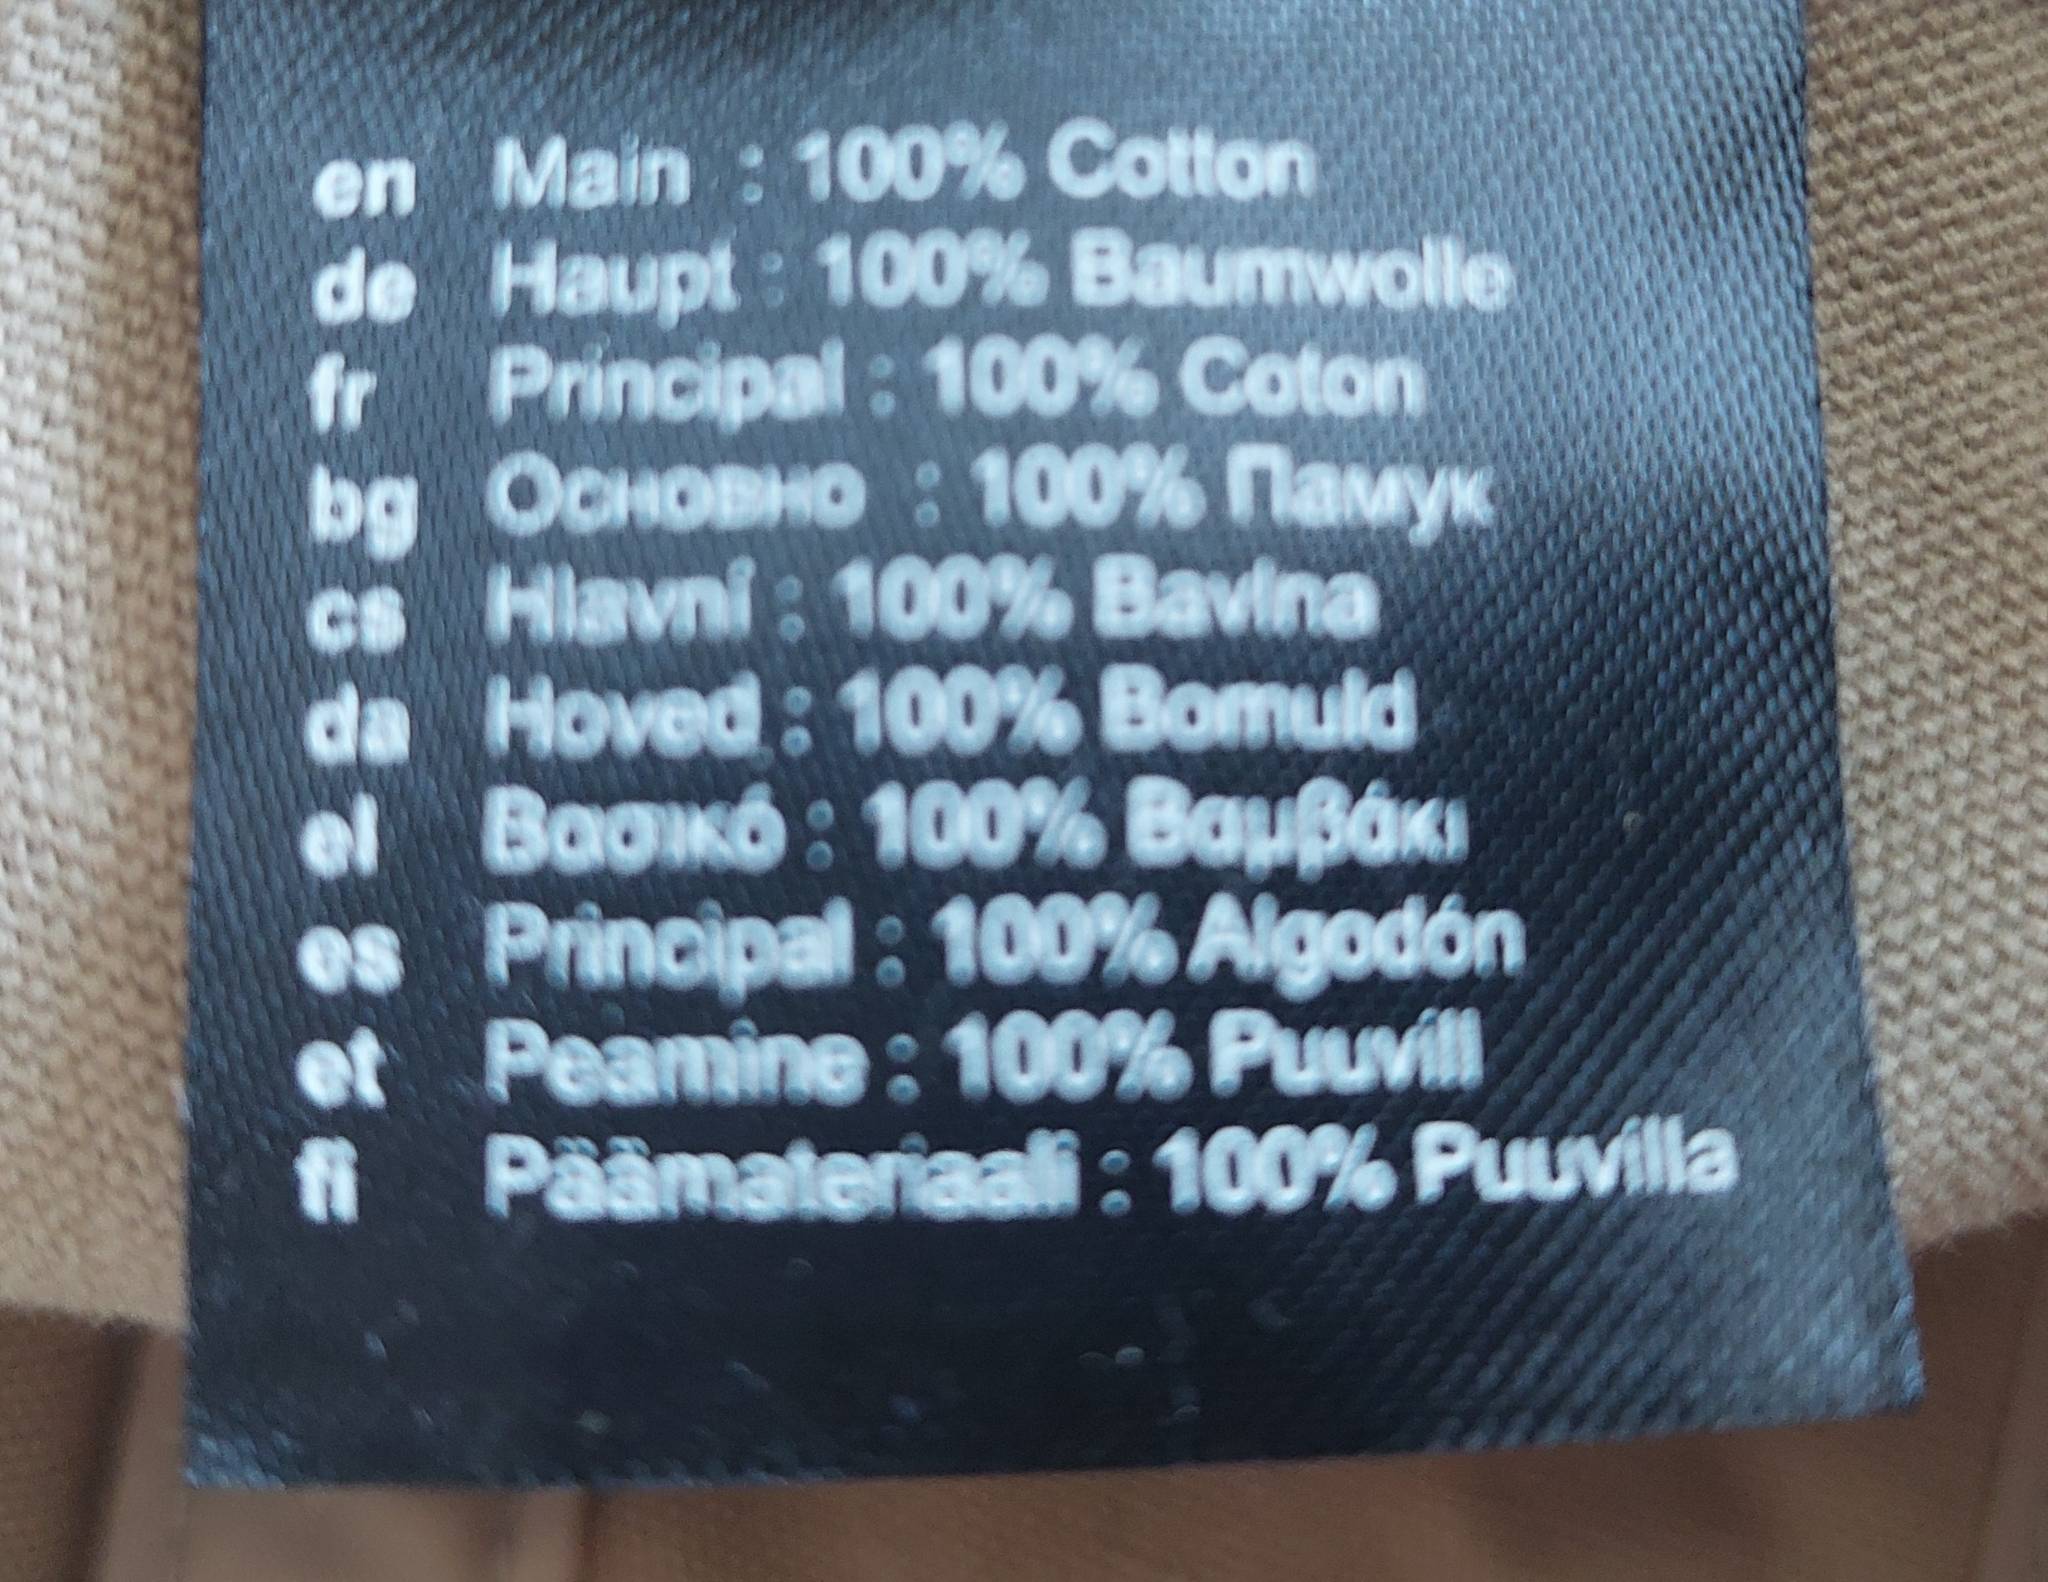 en Main : 100% Cotton
de Haupt : 100% Baumwolle
fr Principal : 100% Coton
bg Основно : 100% Памук
cs Hlavní : 100% Bavlna
da Hoved : 100% Bomuld
el Βασικό : 100% Βαμβάκι
es Principal : 100% Algodón
et Peamine : 100% Puuvill
fi Päämateriaali : 100% Puuvilla